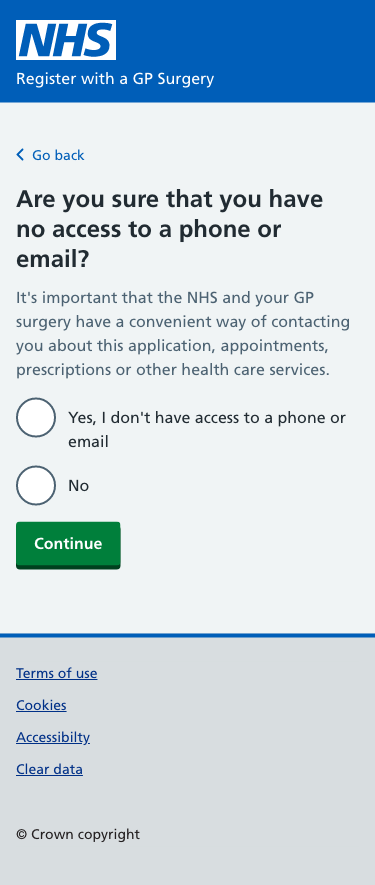 NHS
Register with a GP Surgery
Go back
Are you sure that you have
no access to a phone or
email?
It's important that the NHS and your GP
surgery have a convenient way of contacting
you about this application, appointments,
prescriptions or other health care services.
Yes, I don't have access to a phone or
email
No
Continue
Terms of use
Cookies
Accessibilty
Clear data
© Crown copyright